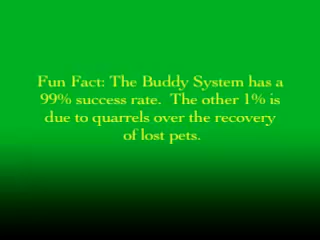 Fun Fact: The Buddy System has a
99% success rate.  The other 1% is
due to quarrels over the recovery
of lost pets.